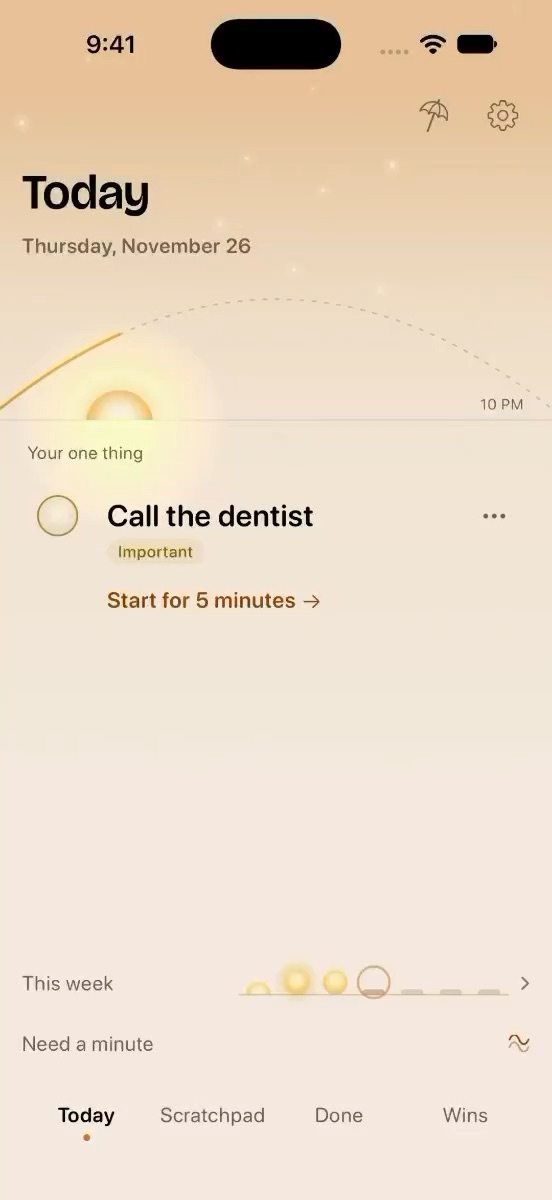 9:41
Today
Thursday, November 26
10 PM
Your one thing
Call the dentist
Important
Start for 5 minutes →
This week
Need a minute
Today
Scratchpad
Done
Wins